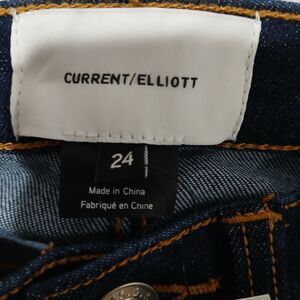 CURRENT/ELLIOTT
24
Made in China
Fabriqué en Chine